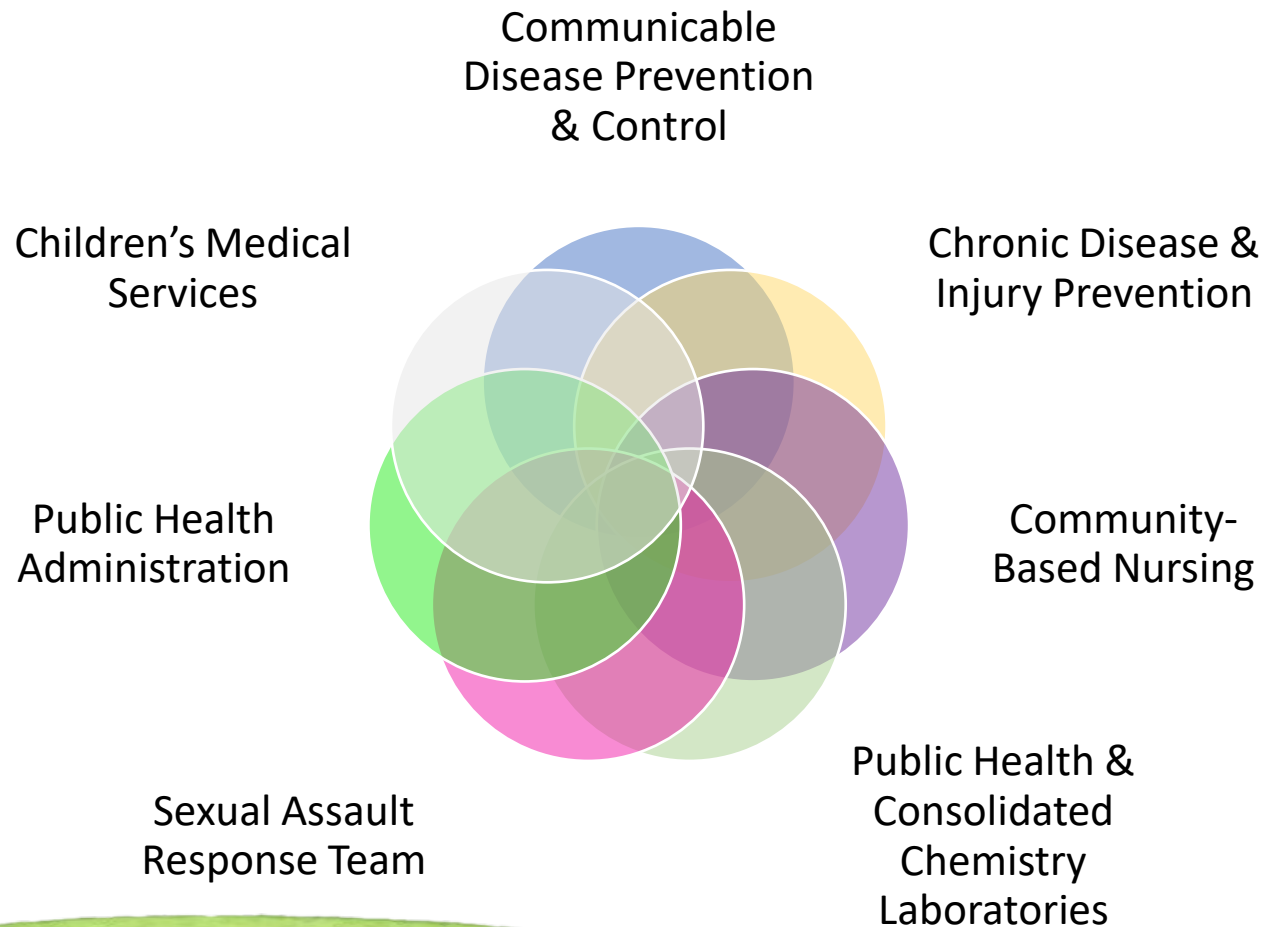 Communicable
Disease Prevention
& Control
Children’s Medical
Services
Chronic Disease &
Injury Prevention
Public Health
Administration
Community-
Based Nursing
Sexual Assault
Response Team
Public Health &
Consolidated
Chemistry
Laboratories